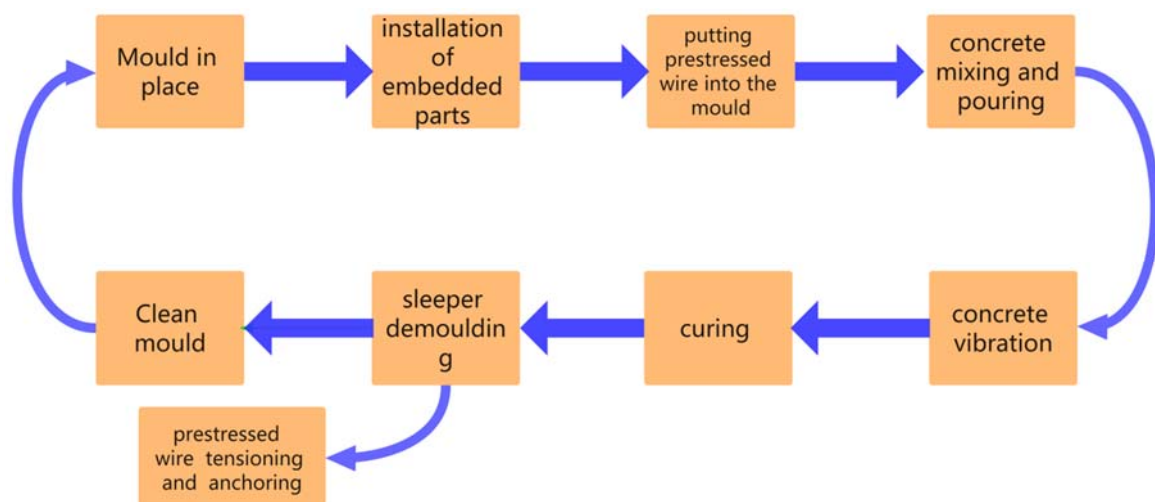 Mould in
place
installation
of
embedded
parts
putting
prestressed
wire into the
mould
concrete
mixing and
pouring
Clean
mould
sleeper
demouldin
g
curing
concrete
vibration
prestressed
wire tensioning
and anchoring